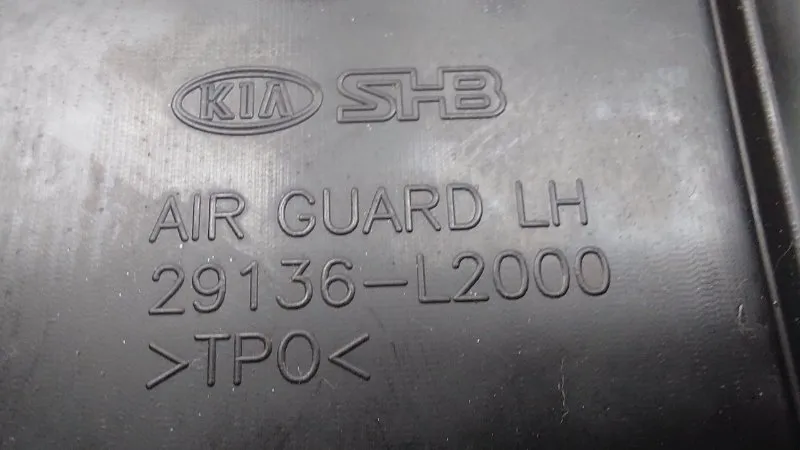 KIA SHB
AIR GUARD LH
29136-L2000
>TPO<